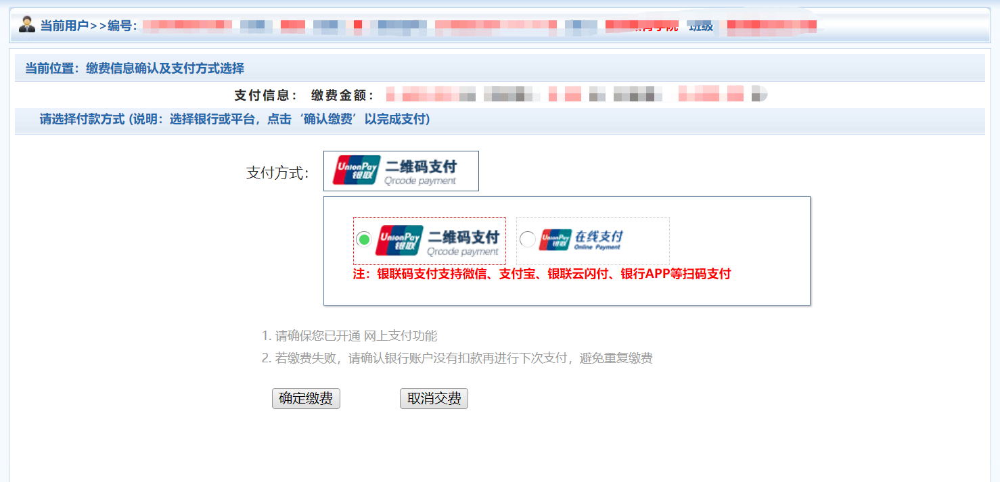 当前用户>>编号：
育学院 班级
当前位置：缴费信息确认及支付方式选择
支付信息： 缴费金额：
请选择付款方式 (说明：选择银行或平台，点击‘确认缴费’以完成支付)
支付方式：
UnionPay 银联 二维码支付 Qrcode payment
UnionPay 银联 二维码支付 Qrcode payment
UnionPay 银联 在线支付 Online Payment
注：银联码支付支持微信、支付宝、银联云闪付、银行APP等扫码支付
1. 请确保您已开通 网上支付功能
2. 若缴费失败，请确认银行账户没有扣款再进行下次支付，避免重复缴费
确定缴费 取消交费